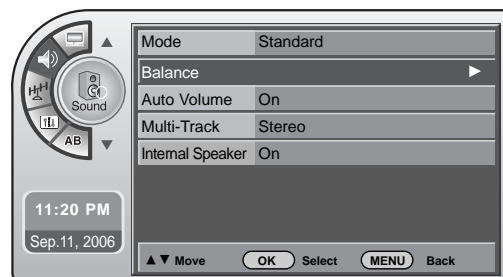 Sound
AB
11:20 PM
Sep.11, 2006
Mode Standard
Balance ►
Auto Volume On
Multi-Track Stereo
Internal Speaker On
▲▼ Move OK Select MENU Back